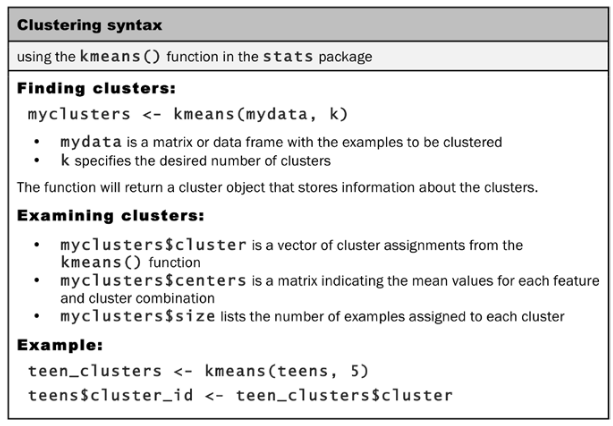 Clustering syntax
using the kmeans() function in the stats package
Finding clusters:
myclusters <- kmeans(mydata, k)
• mydata is a matrix or data frame with the examples to be clustered
• k specifies the desired number of clusters
The function will return a cluster object that stores information about the clusters.
Examining clusters:
• myclusters$cluster is a vector of cluster assignments from the
kmeans() function
• myclusters$centers is a matrix indicating the mean values for each feature
and cluster combination
• myclusters$size lists the number of examples assigned to each cluster
Example:
teen_clusters <- kmeans(teens, 5)
teens$cluster_id <- teen_clusters$cluster